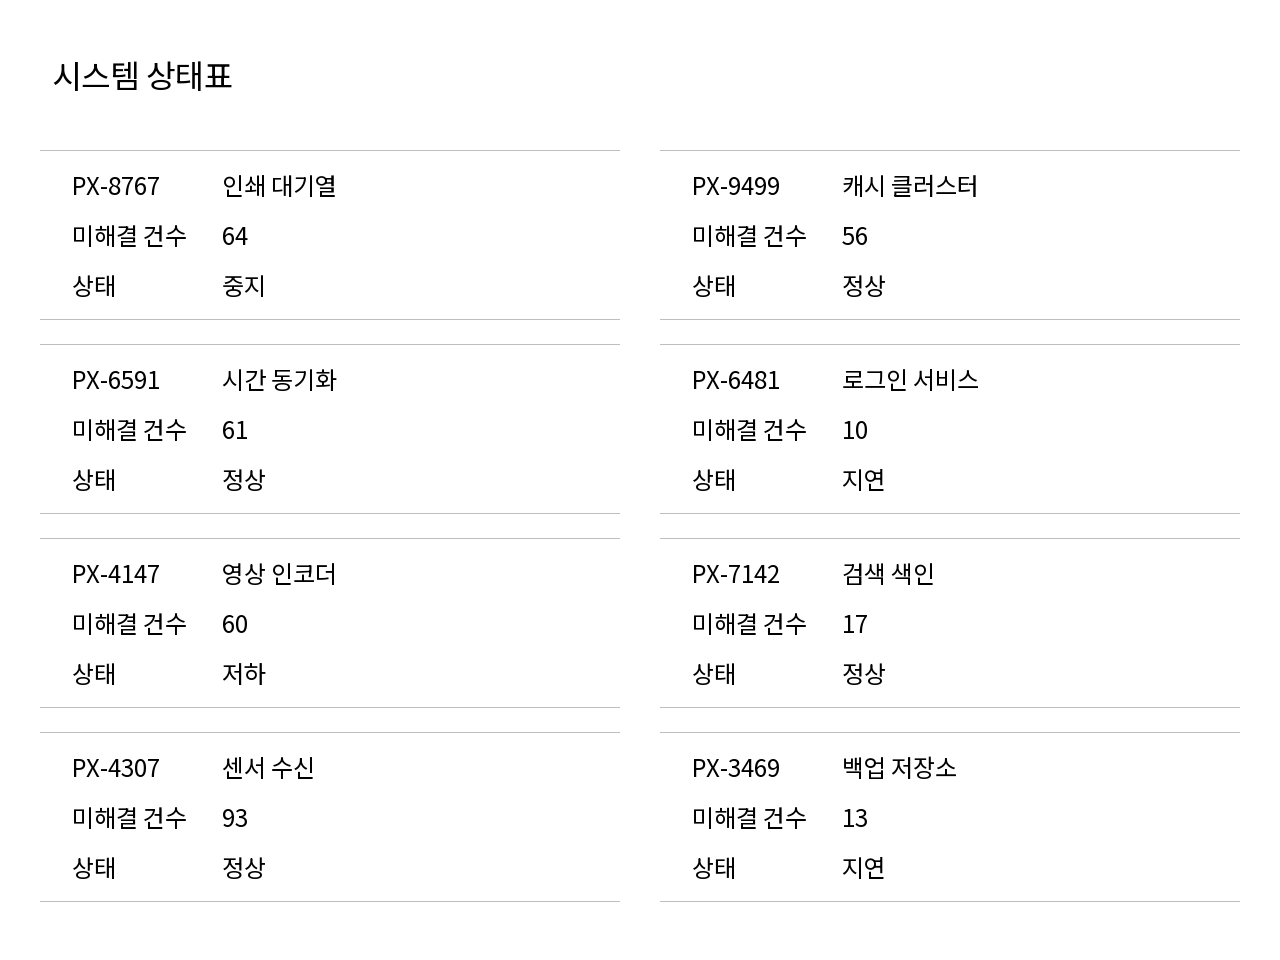 시스템 상태표
PX-8767 인쇄 대기열
미해결 건수 64
상태 중지
PX-9499 캐시 클러스터
미해결 건수 56
상태 정상
PX-6591 시간 동기화
미해결 건수 61
상태 정상
PX-6481 로그인 서비스
미해결 건수 10
상태 지연
PX-4147 영상 인코더
미해결 건수 60
상태 저하
PX-7142 검색 색인
미해결 건수 17
상태 정상
PX-4307 센서 수신
미해결 건수 93
상태 정상
PX-3469 백업 저장소
미해결 건수 13
상태 지연